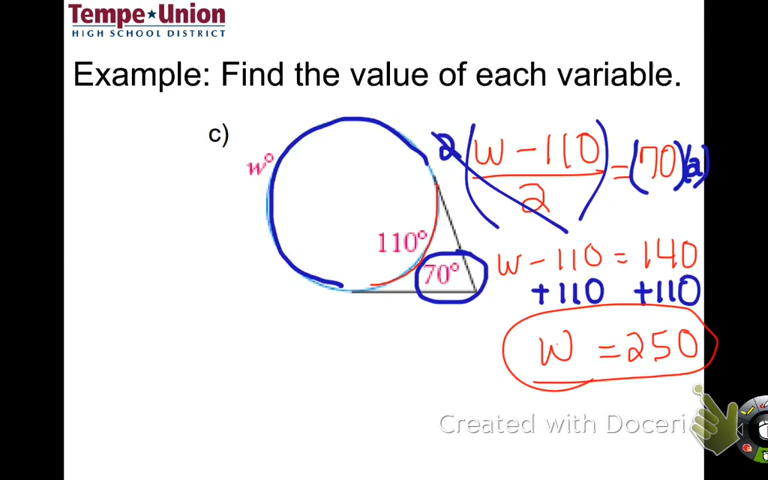 Tempe★Union
HIGH SCHOOL DISTRICT
Example: Find the value of each variable.
c)
w°
110°
70°
2(w - 110 / 2) = (70)(2)
w - 110 = 140
+110 +110
w = 250
Created with Doceri